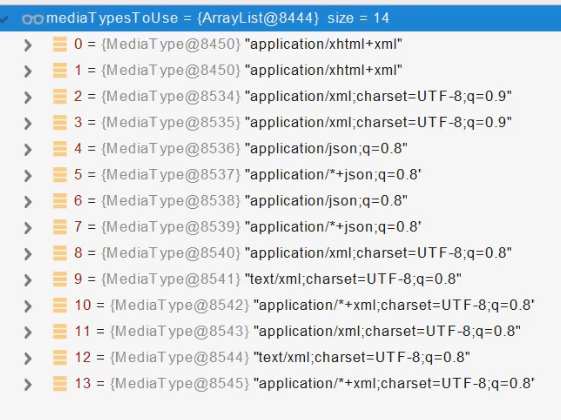 mediaTypesToUse = {ArrayList@8444} size = 14
0 = {MediaType@8450} "application/xhtml+xml"
1 = {MediaType@8450} "application/xhtml+xml"
2 = {MediaType@8534} "application/xml;charset=UTF-8;q=0.9"
3 = {MediaType@8535} "application/xml;charset=UTF-8;q=0.9"
4 = {MediaType@8536} "application/json;q=0.8"
5 = {MediaType@8537} "application/*+json;q=0.8"
6 = {MediaType@8538} "application/json;q=0.8"
7 = {MediaType@8539} "application/*+json;q=0.8"
8 = {MediaType@8540} "application/xml;charset=UTF-8;q=0.8"
9 = {MediaType@8541} "text/xml;charset=UTF-8;q=0.8"
10 = {MediaType@8542} "application/*+xml;charset=UTF-8;q=0.8"
11 = {MediaType@8543} "application/xml;charset=UTF-8;q=0.8"
12 = {MediaType@8544} "text/xml;charset=UTF-8;q=0.8"
13 = {MediaType@8545} "application/*+xml;charset=UTF-8;q=0.8"